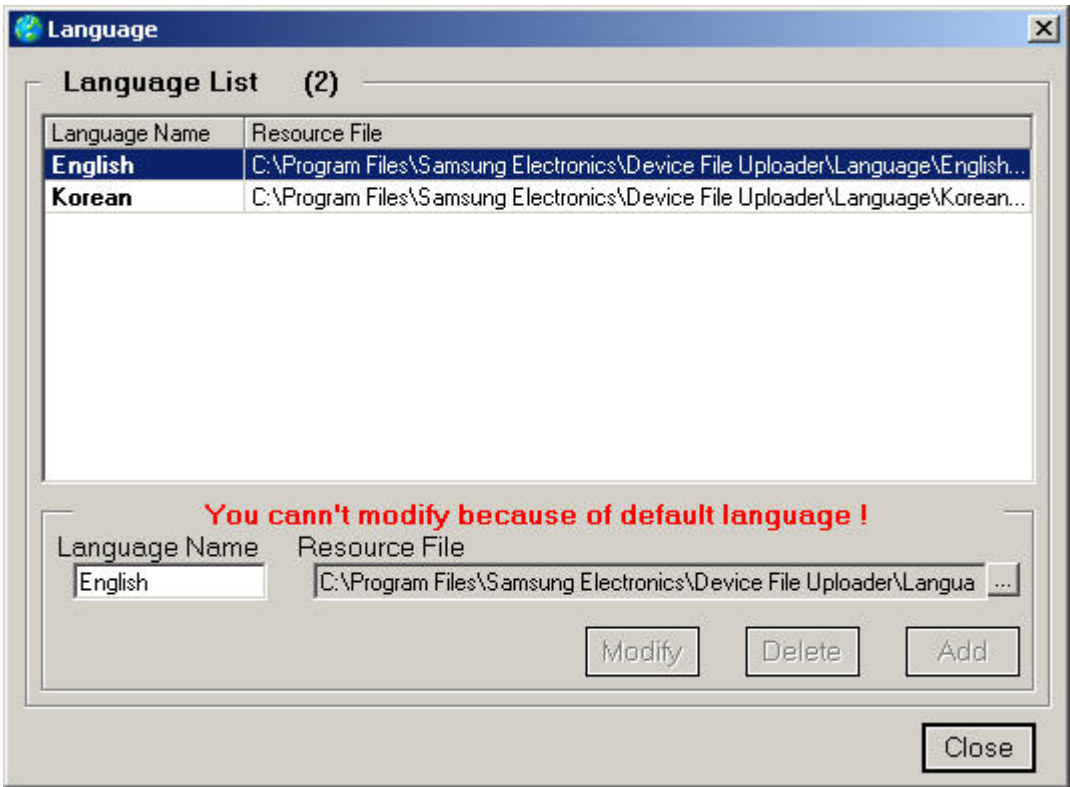 Language
Language List (2)
Language Name Resource File
English C:\Program Files\Samsung Electronics\Device File Uploader\Language\English...
Korean C:\Program Files\Samsung Electronics\Device File Uploader\Language\Korean...
You cann't modify because of default language !
Language Name Resource File
English C:\Program Files\Samsung Electronics\Device File Uploader\Langua ...
Modify Delete Add
Close